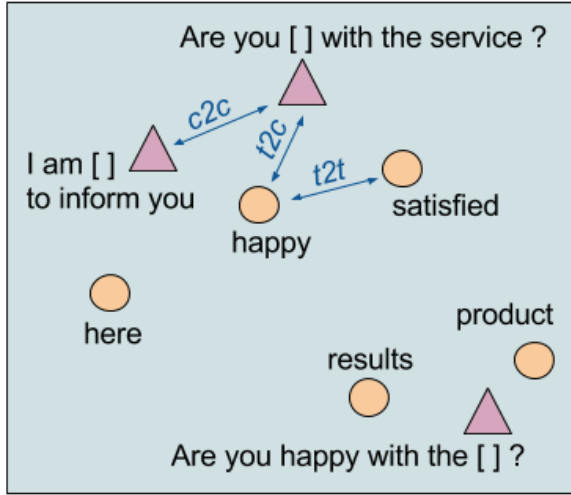 Are you [ ] with the service ?
c2c
t2c
I am [ ]
to inform you
t2t
satisfied
happy
here
product
results
Are you happy with the [ ] ?